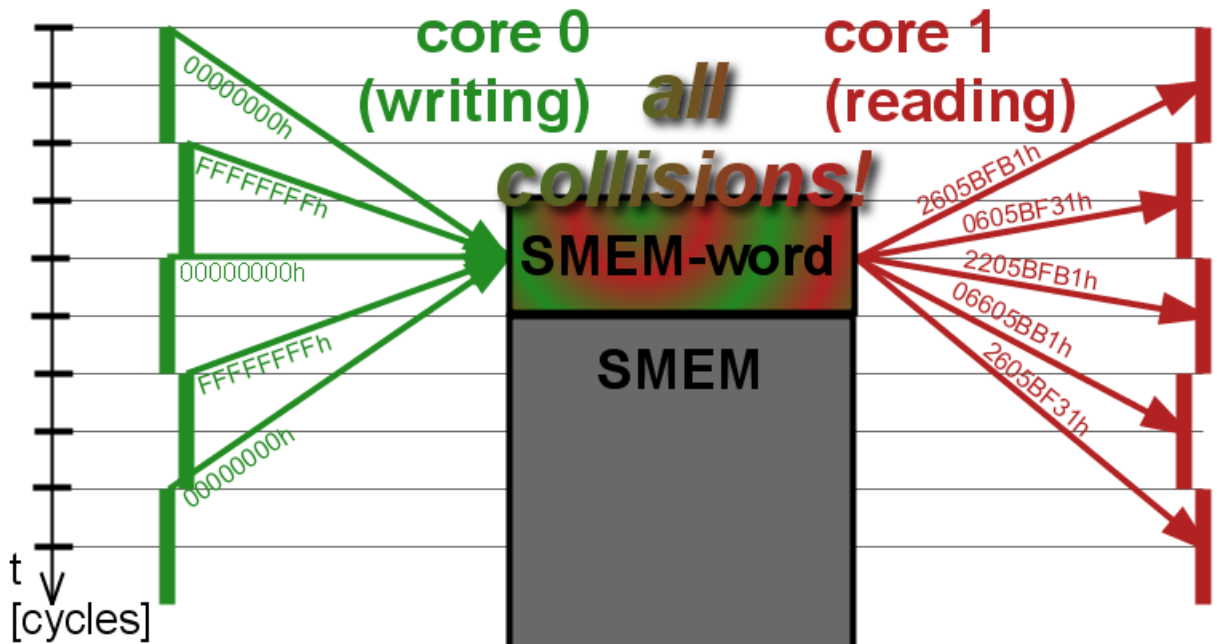 core 0
(writing)
all
collisions!
core 1
(reading)
00000000h
FFFFFFFFh
00000000h
FFFFFFFFh
00000000h
SMEM-word
SMEM
2605BFB1h
0605BF31h
2205BFB1h
06605BB1h
2605BF31h
t
[cycles]